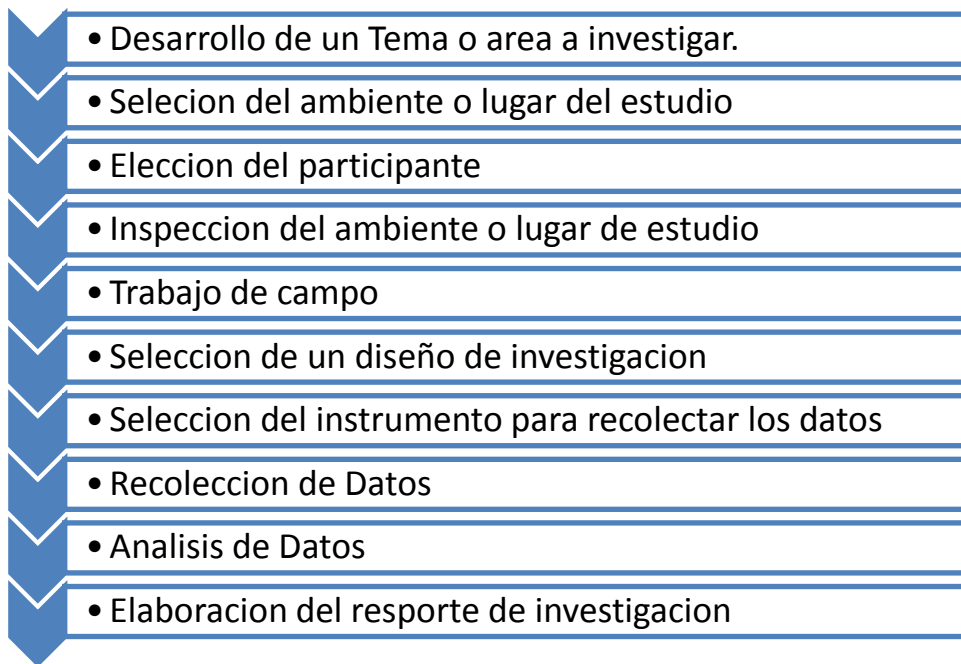 • Desarrollo de un Tema o area a investigar.
• Selecion del ambiente o lugar del estudio
• Eleccion del participante
• Inspeccion del ambiente o lugar de estudio
• Trabajo de campo
• Seleccion de un diseño de investigacion
• Seleccion del instrumento para recolectar los datos
• Recoleccion de Datos
• Analisis de Datos
• Elaboracion del resporte de investigacion